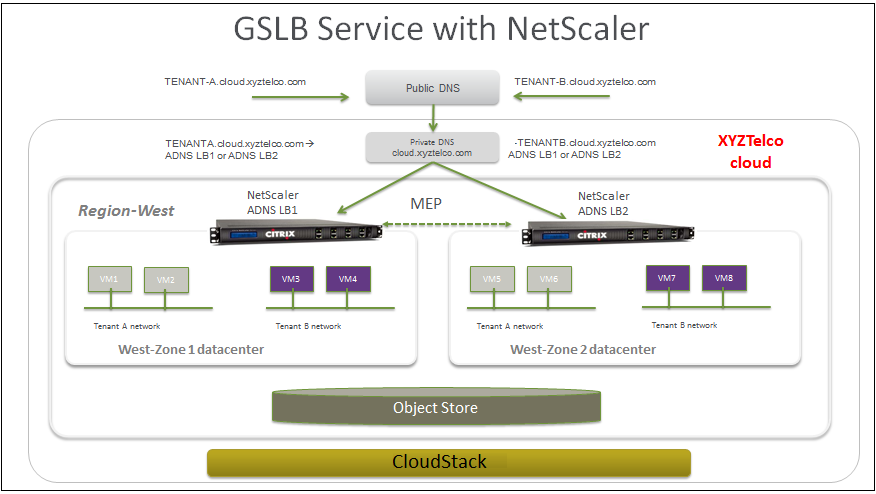 GSLB Service with NetScaler
TENANT-A.cloud.xyztelco.com
Public DNS
TENANT-B.cloud.xyztelco.com
TENANTA.cloud.xyztelco.com→
ADNS LB1 or ADNS LB2
Private DNS
cloud.xyztelco.com
-TENANTB.cloud.xyztelco.com
ADNS LB1 or ADNS LB2
XYZTelco
cloud
Region-West
NetScaler
ADNS LB1
MEP
NetScaler
ADNS LB2
CITRIX
CITRIX
VM1
VM2
VM3
VM4
VM5
VM6
VM7
VM8
Tenant A network
Tenant B network
Tenant A network
Tenant B network
West-Zone 1 datacenter
West-Zone 2 datacenter
Object Store
CloudStack